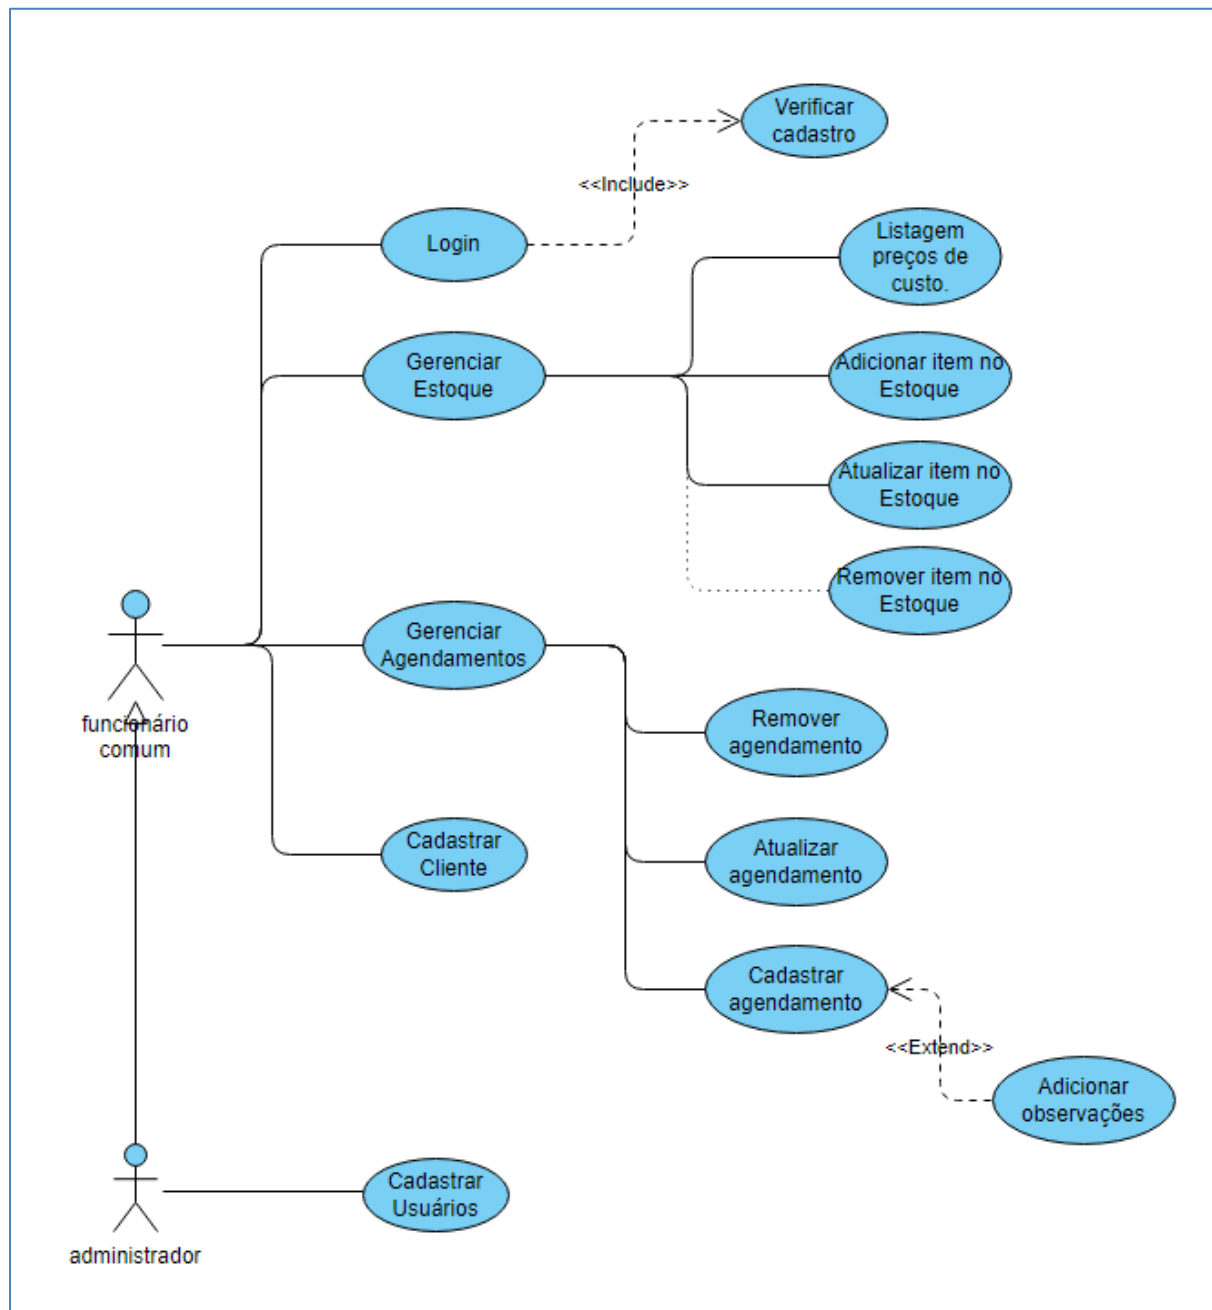 Verificar
cadastro
<<Include>>
Login
Listagem
preços de
custo.
Gerenciar
Estoque
Adicionar item no
Estoque
Atualizar item no
Estoque
Remover item no
Estoque
funcionário
comum
Gerenciar
Agendamentos
Remover
agendamento
Cadastrar
Cliente
Atualizar
agendamento
Cadastrar
agendamento
<<Extend>>
Adicionar
observações
administrador
Cadastrar
Usuários